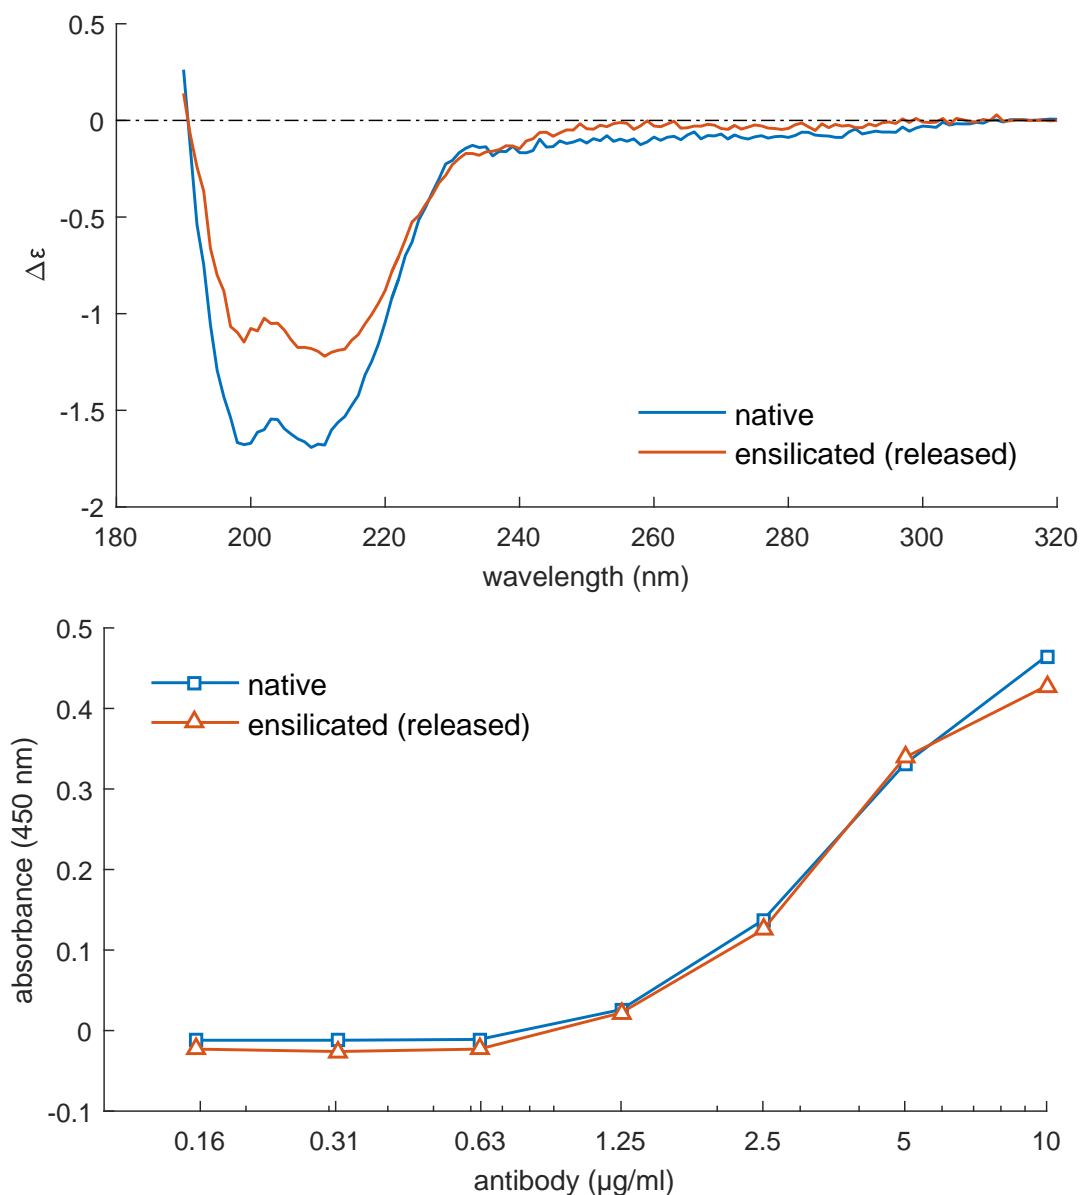 0.5
0
-0.5
-1
-1.5
-2
Δε
native
ensilicated (released)
180 200 220 240 260 280 300 320
wavelength (nm)
0.5
0.4
0.3
0.2
0.1
0
-0.1
absorbance (450 nm)
native
ensilicated (released)
0.16 0.31 0.63 1.25 2.5 5 10
antibody (μg/ml)